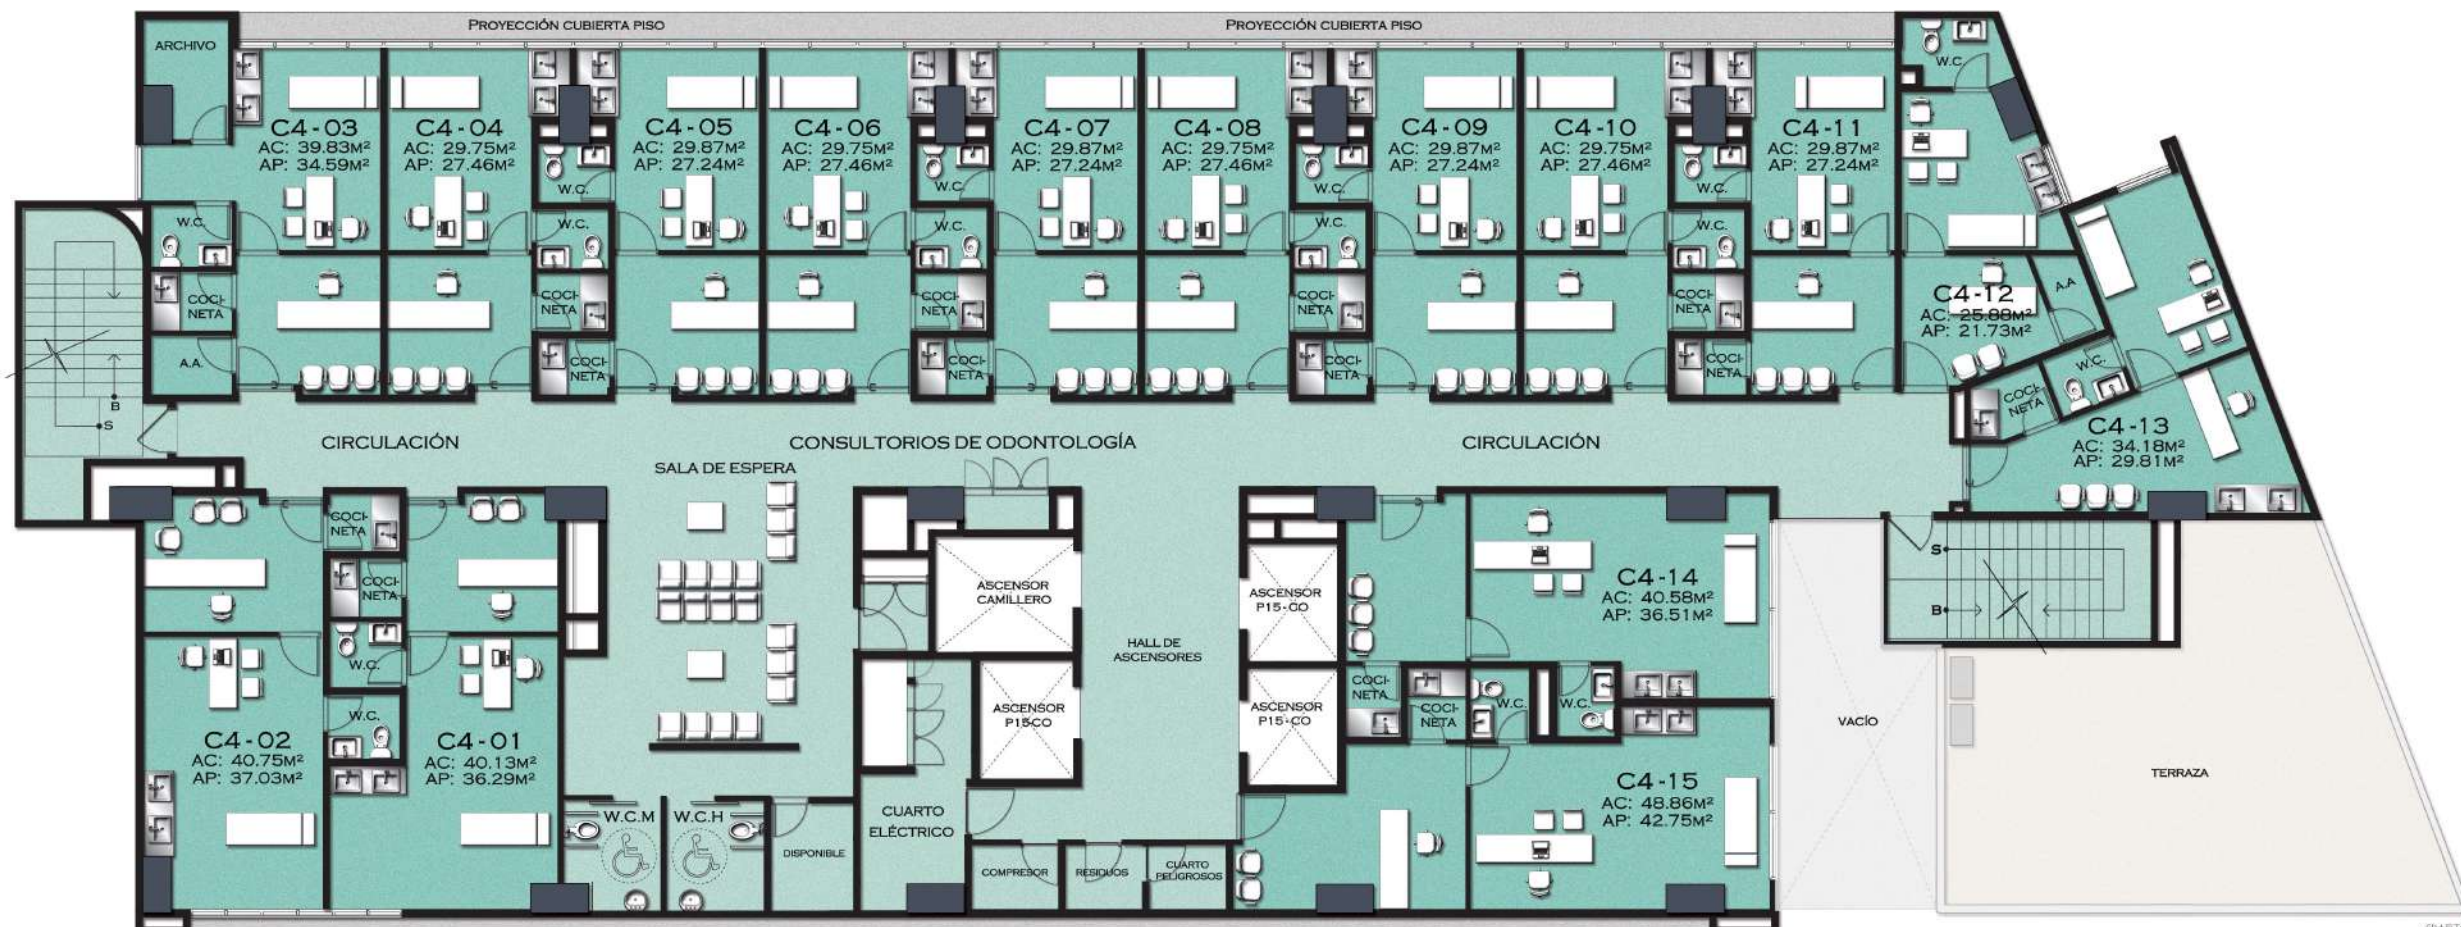 PROYECCIÓN CUBIERTA PISO
PROYECCIÓN CUBIERTA PISO
ARCHIVO
W.C.
C4-03
AC: 39.83M²
AP: 34.59M²
C4-04
AC: 29.75M²
AP: 27.46M²
C4-05
AC: 29.87M²
AP: 27.24M²
C4-06
AC: 29.75M²
AP: 27.46M²
C4-07
AC: 29.87M²
AP: 27.24M²
C4-08
AC: 29.75M²
AP: 27.46M²
C4-09
AC: 29.87M²
AP: 27.24M²
C4-10
AC: 29.75M²
AP: 27.46M²
C4-11
AC: 29.87M²
AP: 27.24M²
W.C.
W.C.
W.C.
W.C.
W.C.
W.C.
W.C.
W.C.
W.C.
COCI-
NETA
COCI-
NETA
COCI-
NETA
COCI-
NETA
COCI-
NETA
A.A.
COCI-
NETA
COCI-
NETA
COCI-
NETA
COCI-
NETA
A.A
C4-12
AC: 25.88M²
AP: 21.73M²
W.C.
COCI-
NETA
C4-13
AC: 34.18M²
AP: 29.81M²
B
S
CIRCULACIÓN
CONSULTORIOS DE ODONTOLOGÍA
CIRCULACIÓN
SALA DE ESPERA
COCI-
NETA
COCI-
NETA
W.C.
W.C.
C4-02
AC: 40.75M²
AP: 37.03M²
C4-01
AC: 40.13M²
AP: 36.29M²
ASCENSOR
CAMILLERO
ASCENSOR
P15-CO
HALL DE
ASCENSORES
ASCENSOR
P15-CO
ASCENSOR
P15-CO
C4-14
AC: 40.58M²
AP: 36.51M²
COCI-
NETA
COCI-
NETA
W.C.
W.C.
C4-15
AC: 48.86M²
AP: 42.75M²
S
B
VACÍO
TERRAZA
W.C.M
W.C.H
DISPONIBLE
CUARTO
ELÉCTRICO
COMPRESOR
RESIDUOS
CUARTO
PELIGROSOS